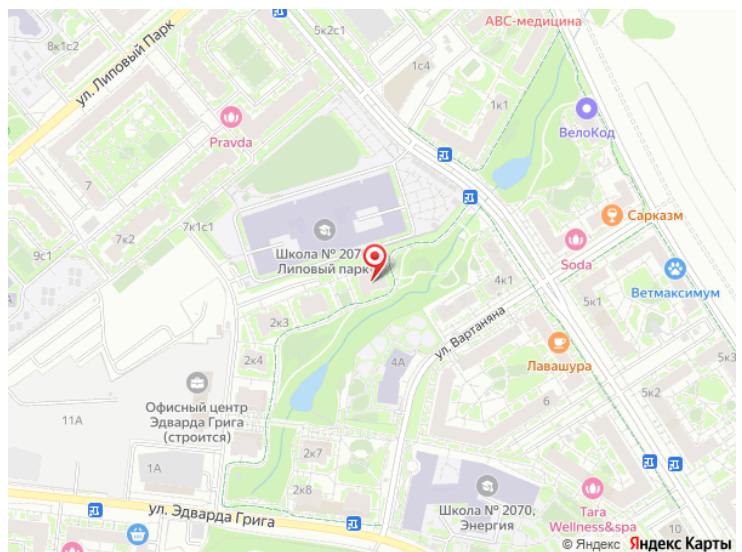 АВС-медицина
8к1с2
5к2с1
ул. Липовый Парк
1с4
1к1
ВелоКод
Pravda
7
7к1с1
7к2
9с1
Сарказм
Школа № 207
Липовый парк
Soda
Ветмаксимум
4к1
5к1
2к3
ул. Вартаняна
Лавашура
2к4
4А
5к3
5к2
6
11А
Офисный центр
Эдварда Грига
(строится)
2к7
1А
2к8
ул. Эдварда Грига
Школа № 2070,
Энергия
Tara
Wellness&spa
10
© Яндекс Яндекс Карты